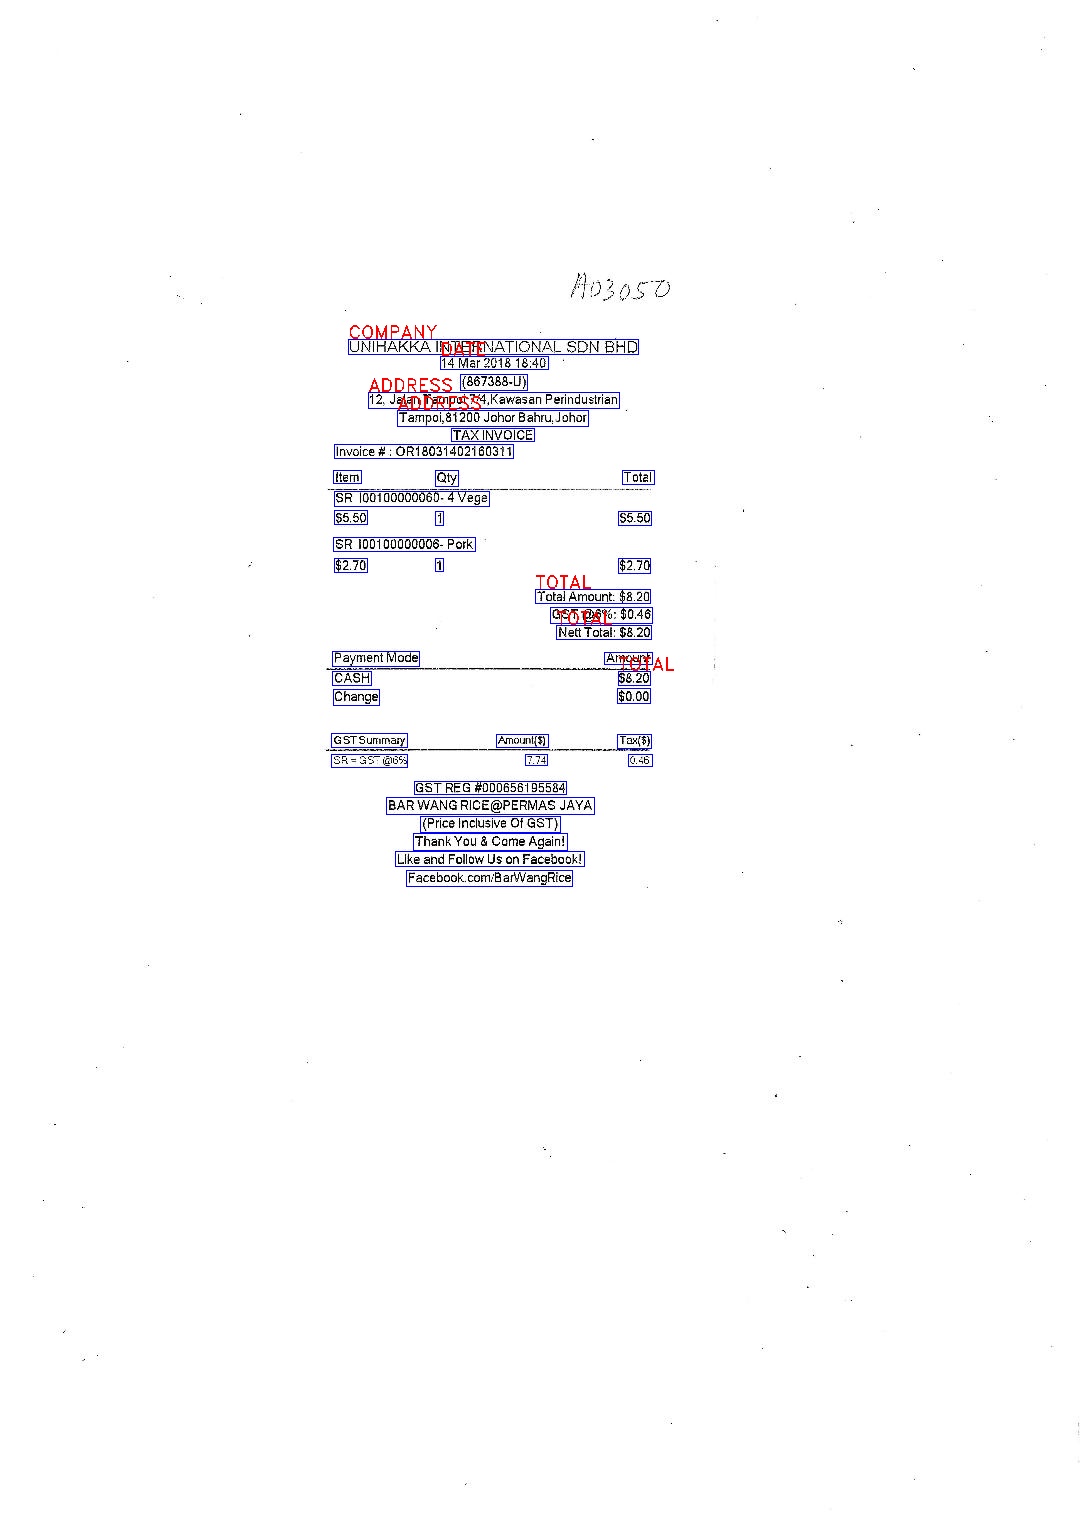 A03050
COMPANY
UNIHAKKA INTERNATIONAL SDN BHD
DATE
14 Mar 2018 18:40
(867388-U)
ADDRESS
12, Jalan Tampoi 7/4,Kawasan Perindustrian
ADDRESS
Tampoi,81200 Johor Bahru,Johor
TAX INVOICE
Invoice # : OR18031402160311
Item Qty Total
SR I00100000060- 4 Vege
$5.50 1 $5.50
SR I00100000006- Pork
$2.70 1 $2.70
TOTAL
Total Amount: $8.20
GST @6%: $0.46
TOTAL
Nett Total: $8.20
Payment Mode Amount
TOTAL
CASH $8.20
Change $0.00
GST Summary Amount($) Tax($)
SR = GST @6% 7.74 0.46
GST REG #000656195584
BAR WANG RICE@PERMAS JAYA
(Price Inclusive Of GST)
Thank You & Come Again!
Like and Follow Us on Facebook!
Facebook.com/BarWangRice